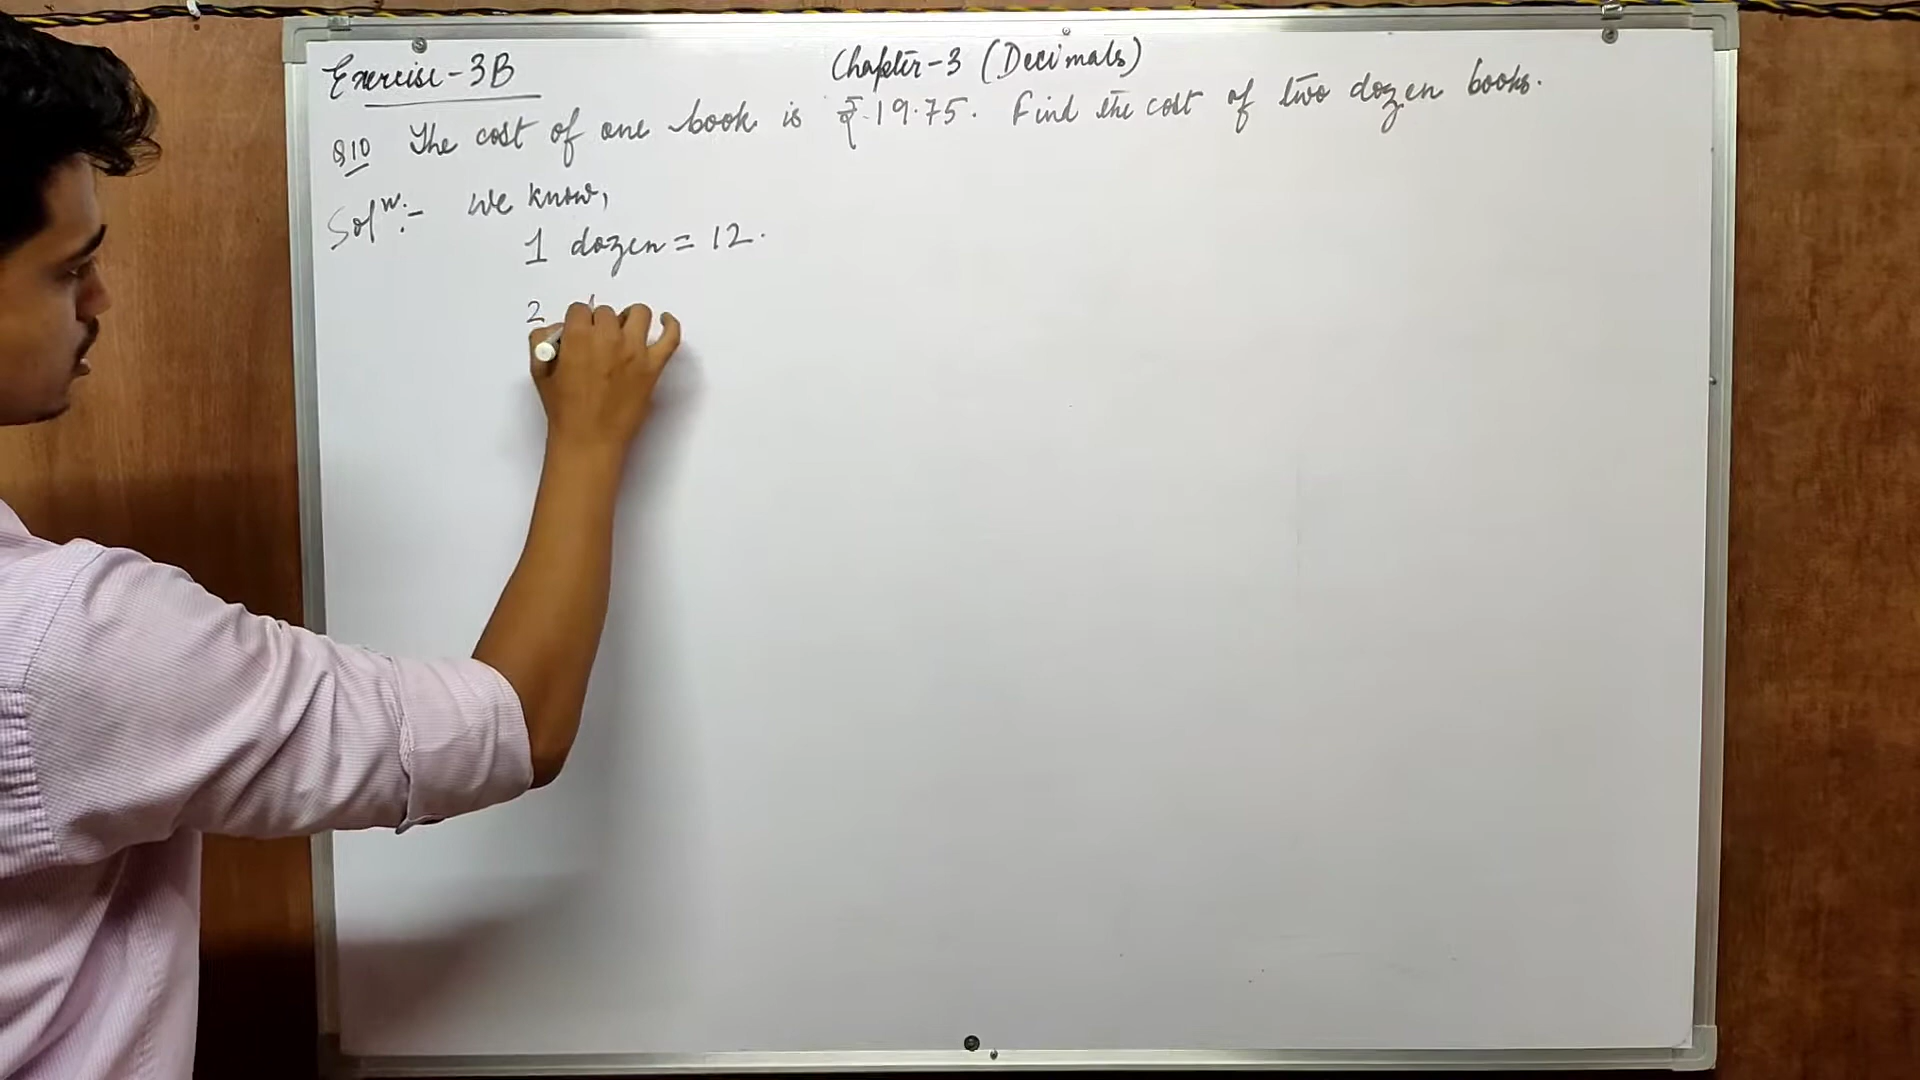 Exercise-3B
Chapter-3 (Decimals)
Q10 The cost of one book is ₹.19.75. Find the cost of two dozen books.
Solⁿ:- We know,
1 dozen = 12.
2